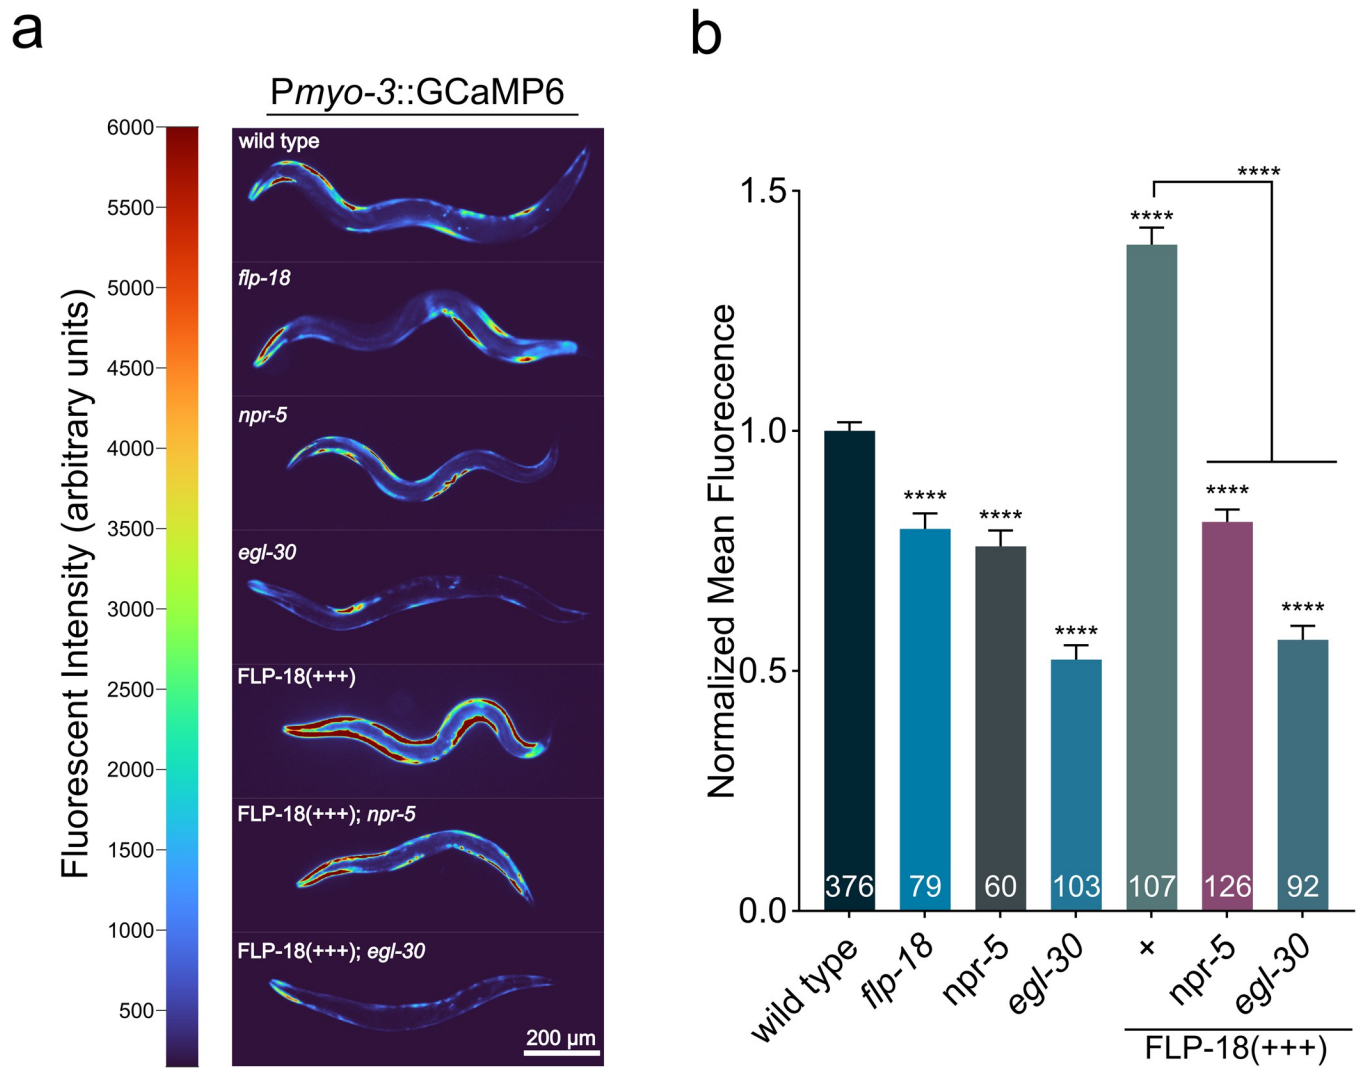 a
Pmyo-3::GCaMP6
Fluorescent Intensity (arbitrary units)
6000
5500
5000
4500
4000
3500
3000
2500
2000
1500
1000
500
wild type
flp-18
npr-5
egl-30
FLP-18(+++)
FLP-18(+++); npr-5
FLP-18(+++); egl-30
200 µm
b
Normalized Mean Fluorecence
1.5
1.0
0.5
0.0
****
****
****
****
****
****
****
376
79
60
103
107
126
92
wild type
flp-18
npr-5
egl-30
+
npr-5
egl-30
FLP-18(+++)